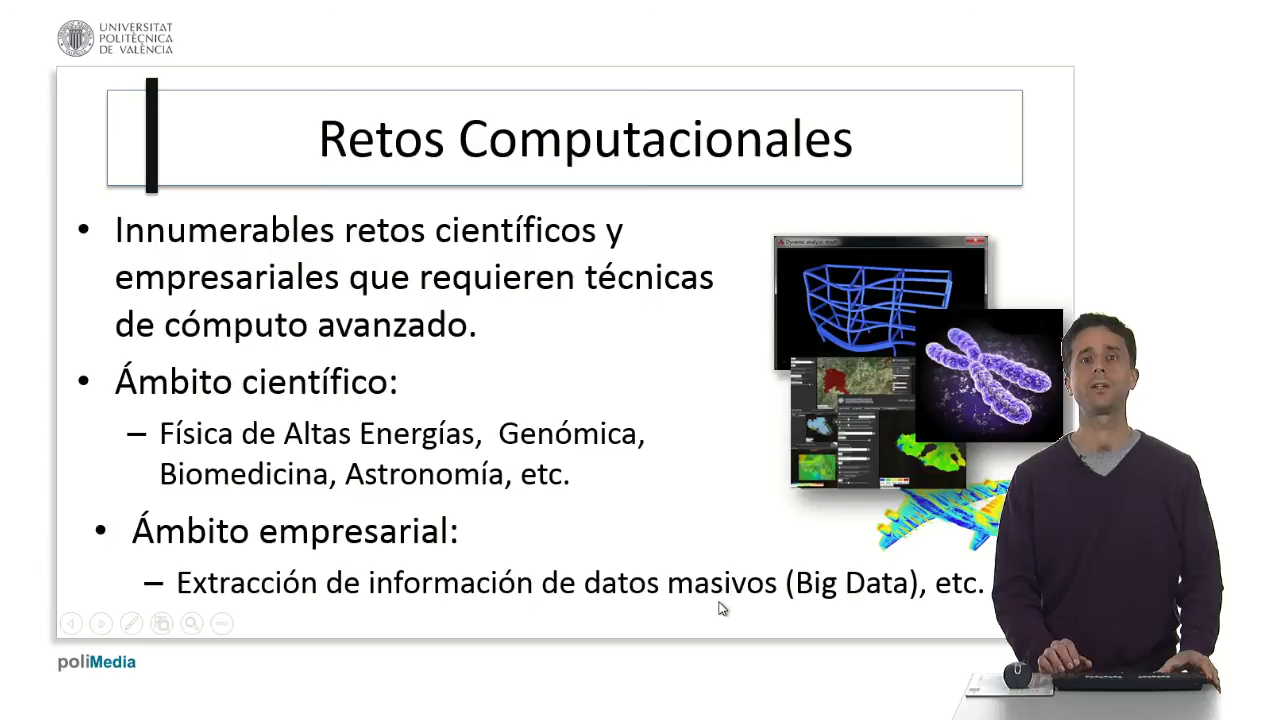 UNIVERSITAT
POLITÈCNICA
DE VALÈNCIA
Retos Computacionales
• Innumerables retos científicos y
empresariales que requieren técnicas
de cómputo avanzado.
• Ámbito científico:
– Física de Altas Energías, Genómica,
Biomedicina, Astronomía, etc.
• Ámbito empresarial:
– Extracción de información de datos masivos (Big Data), etc.
poliMedia